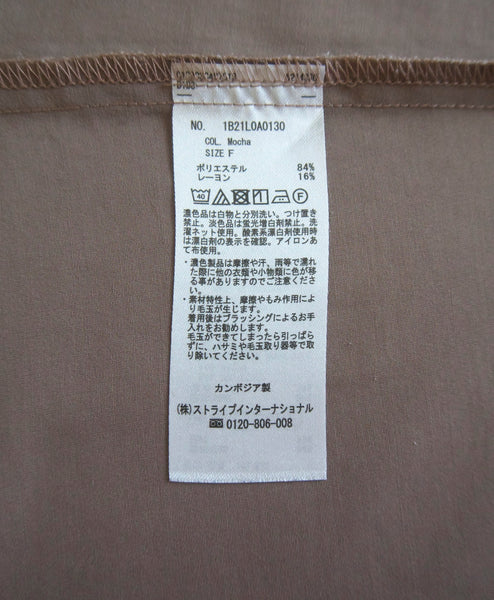 NO. 1B21L0A0130
COL. Mocha
SIZE F
ポリエステル 84%
レーヨン 16%
40
濃色品は白物と分別洗い。つけ置き
禁止。淡色品は蛍光増白剤禁止。洗
濯ネット使用。酸素系漂白剤使用時
は漂白剤の表示を確認。アイロンあ
て布使用。
・濃色製品は摩擦や汗、雨等で濡れ
た際に他の衣類や小物類に色が移
る事がありますのでご注意くださ
い。
・素材特性上、摩擦やもみ作用によ
り毛玉が生じます。
着用後はブラッシングによるお手
入れをお勧めします。
毛玉ができてしまったら引っぱら
ずに、ハサミや毛玉取り器等で取
り除いてください。
カンボジア製
(株)ストライプインターナショナル
0120-806-008